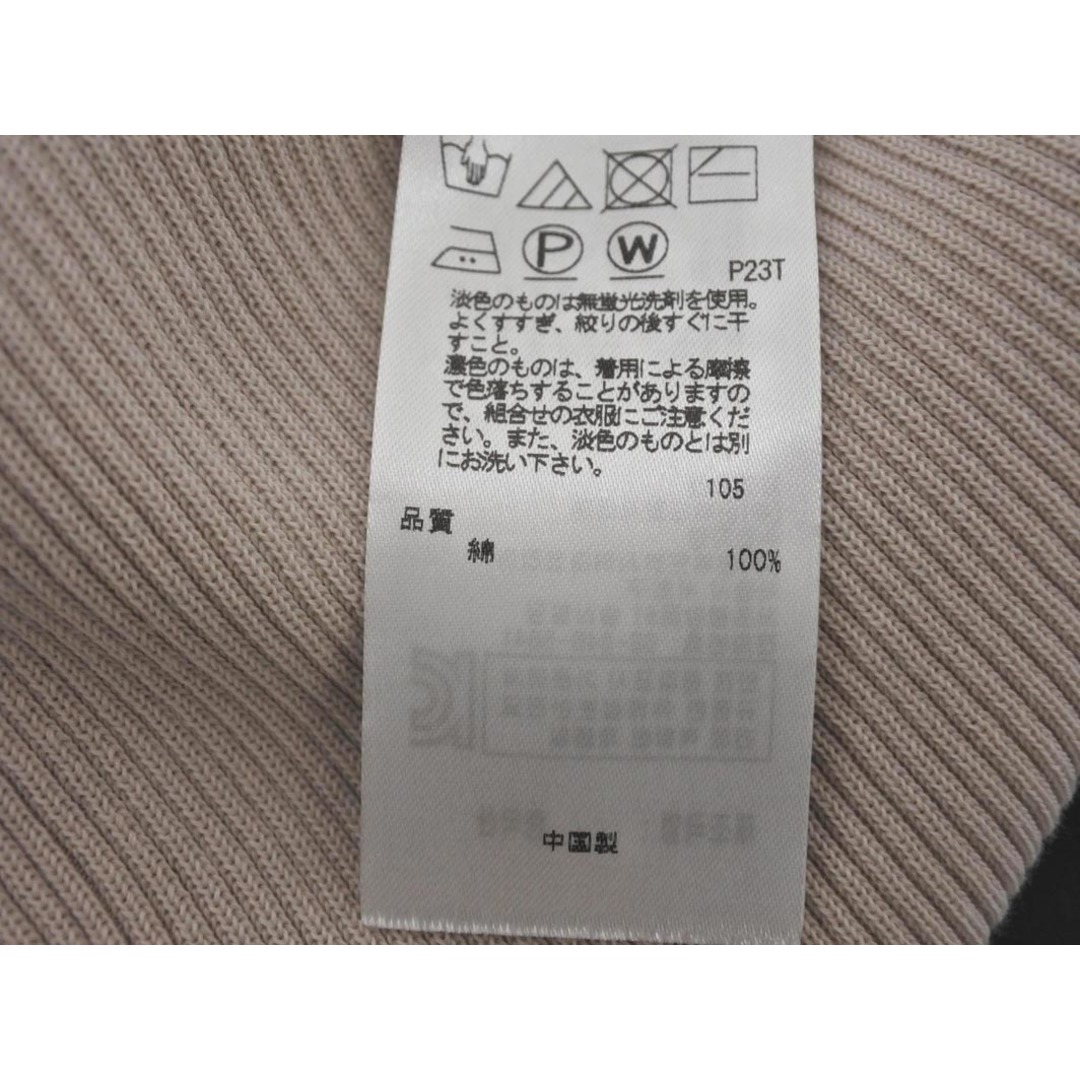 P
W
P23T
淡色のものは無蛍光洗剤を使用。
よくすすぎ、絞りの後すぐに干
すこと。
濃色のものは、着用による摩擦
で色落ちすることがありますの
で、組合せの衣服にご注意くだ
さい。また、淡色のものとは別
にお洗い下さい。
105
品質
綿 100%
中国製